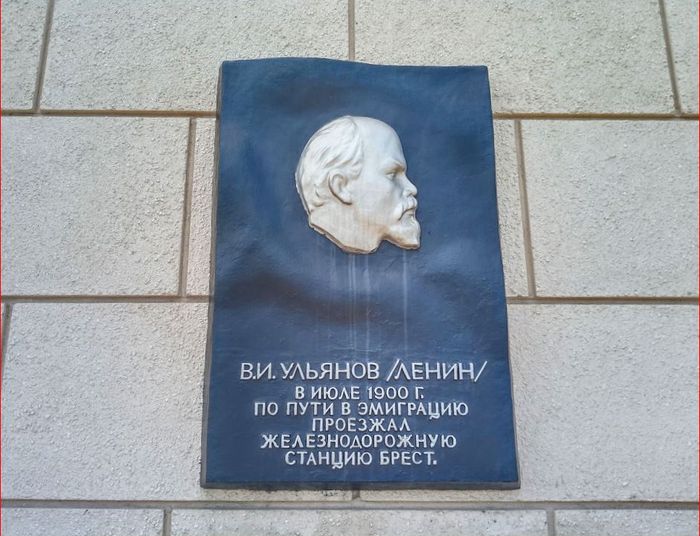 В.И. УЛЬЯНОВ /ЛЕНИН/
В ИЮЛЕ 1900 Г.
ПО ПУТИ В ЭМИГРАЦИЮ
ПРОЕЗЖАЛ
ЖЕЛЕЗНОДОРОЖНУЮ
СТАНЦИЮ БРЕСТ.